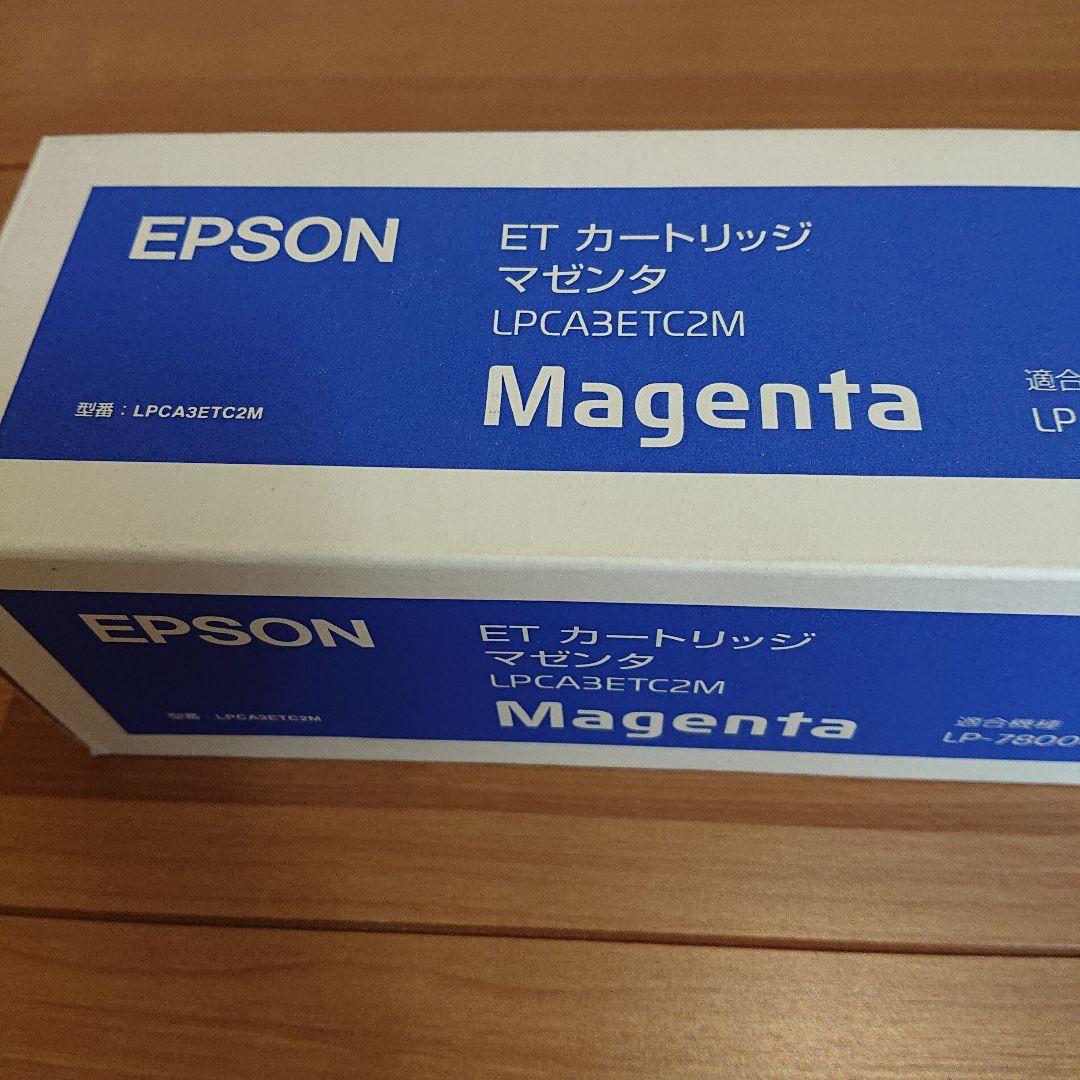 EPSON
ET カートリッジ
マゼンタ
LPCA3ETC2M
Magenta
型番：LPCA3ETC2M
適合
LP
EPSON
ET カートリッジ
マゼンタ
LPCA3ETC2M
Magenta
型番：LPCA3ETC2M
適合機種
LP-7800